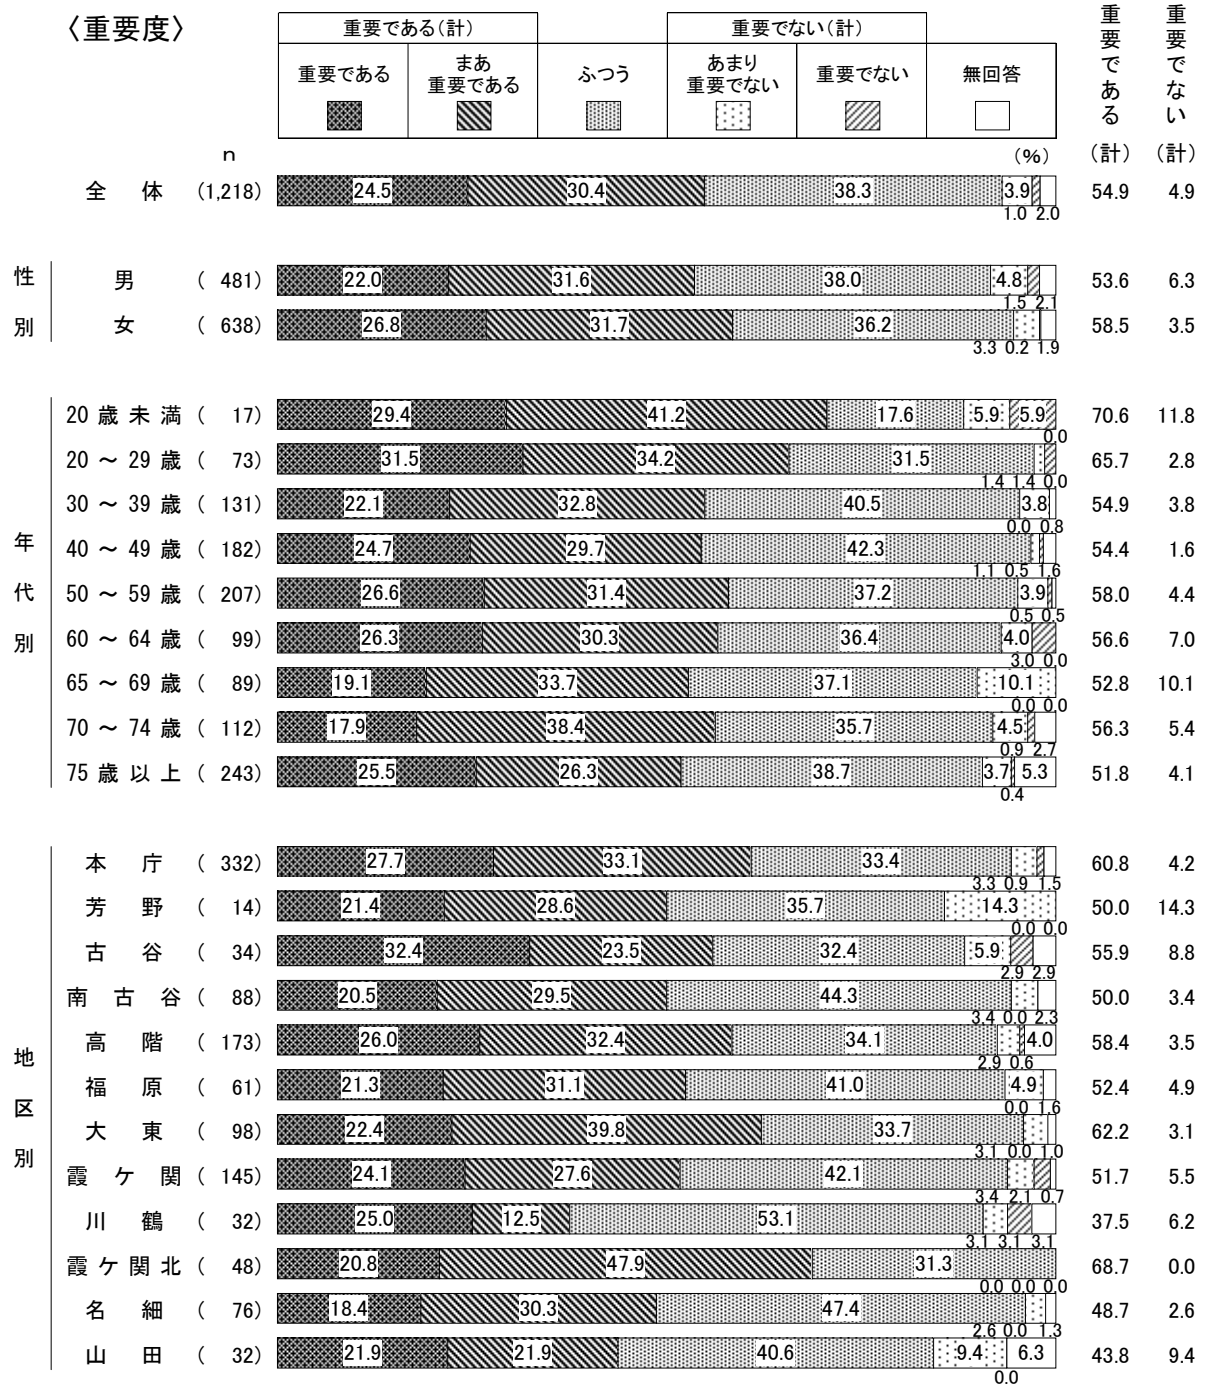 〈重要度〉
重要である(計) 重要でない(計)
重要である まあ重要である ふつう あまり重要でない 重要でない 無回答
重要である(計) 重要でない(計)
n (%)
全体 (1,218) 24.5 30.4 38.3 3.9 1.0 2.0 54.9 4.9
性別
男 ( 481) 22.0 31.6 38.0 4.8 1.5 2.1 53.6 6.3
女 ( 638) 26.8 31.7 36.2 3.3 0.2 1.9 58.5 3.5
年代別
20歳未満 ( 17) 29.4 41.2 17.6 5.9 5.9 0.0 70.6 11.8
20～29歳 ( 73) 31.5 34.2 31.5 1.4 1.4 0.0 65.7 2.8
30～39歳 ( 131) 22.1 32.8 40.5 3.8 0.0 0.8 54.9 3.8
40～49歳 ( 182) 24.7 29.7 42.3 1.1 0.5 1.6 54.4 1.6
50～59歳 ( 207) 26.6 31.4 37.2 3.9 0.5 0.5 58.0 4.4
60～64歳 ( 99) 26.3 30.3 36.4 4.0 3.0 0.0 56.6 7.0
65～69歳 ( 89) 19.1 33.7 37.1 10.1 0.0 0.0 52.8 10.1
70～74歳 ( 112) 17.9 38.4 35.7 4.5 0.9 2.7 56.3 5.4
75歳以上 ( 243) 25.5 26.3 38.7 3.7 0.4 5.3 51.8 4.1
地区別
本庁 ( 332) 27.7 33.1 33.4 3.3 0.9 1.5 60.8 4.2
芳野 ( 14) 21.4 28.6 35.7 14.3 0.0 0.0 50.0 14.3
古谷 ( 34) 32.4 23.5 32.4 5.9 2.9 2.9 55.9 8.8
南古谷 ( 88) 20.5 29.5 44.3 3.4 0.0 2.3 50.0 3.4
高階 ( 173) 26.0 32.4 34.1 2.9 0.6 4.0 58.4 3.5
福原 ( 61) 21.3 31.1 41.0 4.9 0.0 1.6 52.4 4.9
大東 ( 98) 22.4 39.8 33.7 3.1 0.0 1.0 62.2 3.1
霞ケ関 ( 145) 24.1 27.6 42.1 3.4 2.1 0.7 51.7 5.5
川鶴 ( 32) 25.0 12.5 53.1 3.1 3.1 3.1 37.5 6.2
霞ケ関北 ( 48) 20.8 47.9 31.3 0.0 0.0 0.0 68.7 0.0
名細 ( 76) 18.4 30.3 47.4 2.6 0.0 1.3 48.7 2.6
山田 ( 32) 21.9 21.9 40.6 9.4 0.0 6.3 43.8 9.4